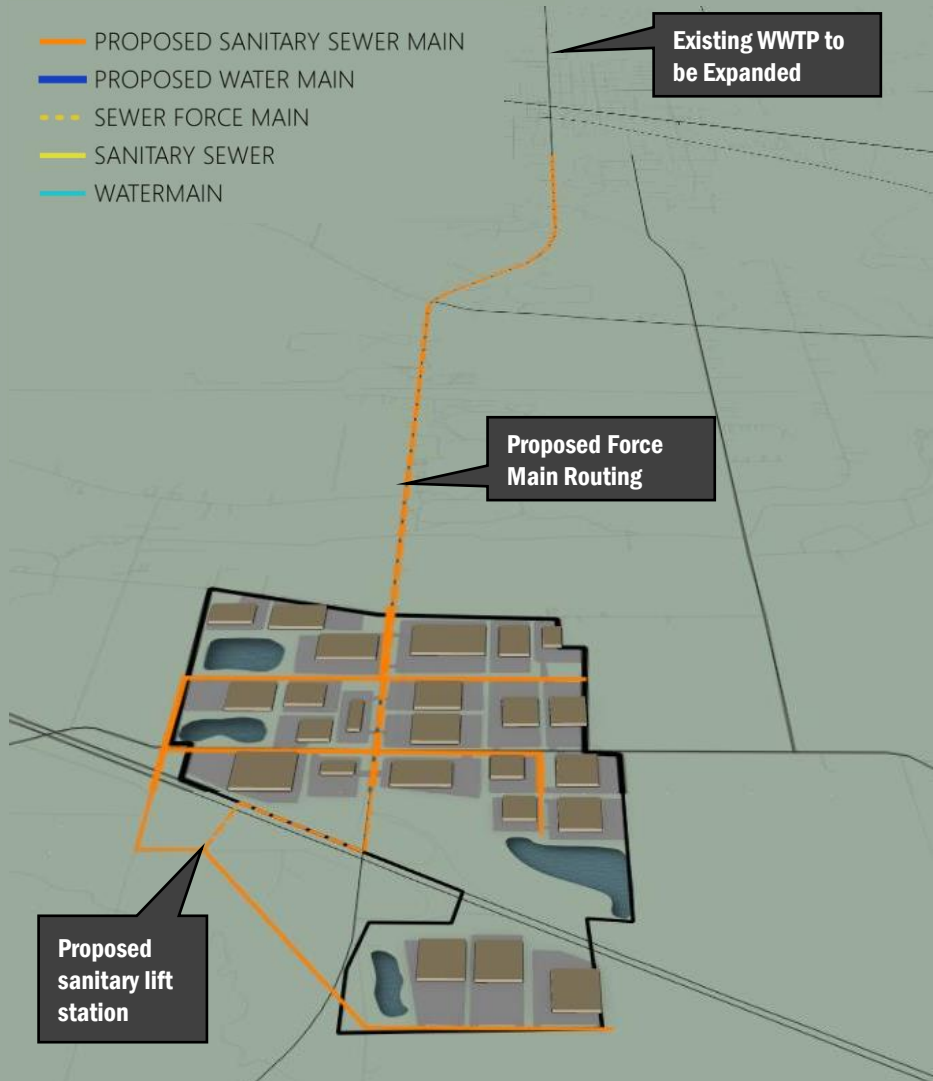 PROPOSED SANITARY SEWER MAIN
PROPOSED WATER MAIN
SEWER FORCE MAIN
SANITARY SEWER
WATERMAIN
Existing WWTP to
be Expanded
Proposed Force
Main Routing
Proposed
sanitary lift
station